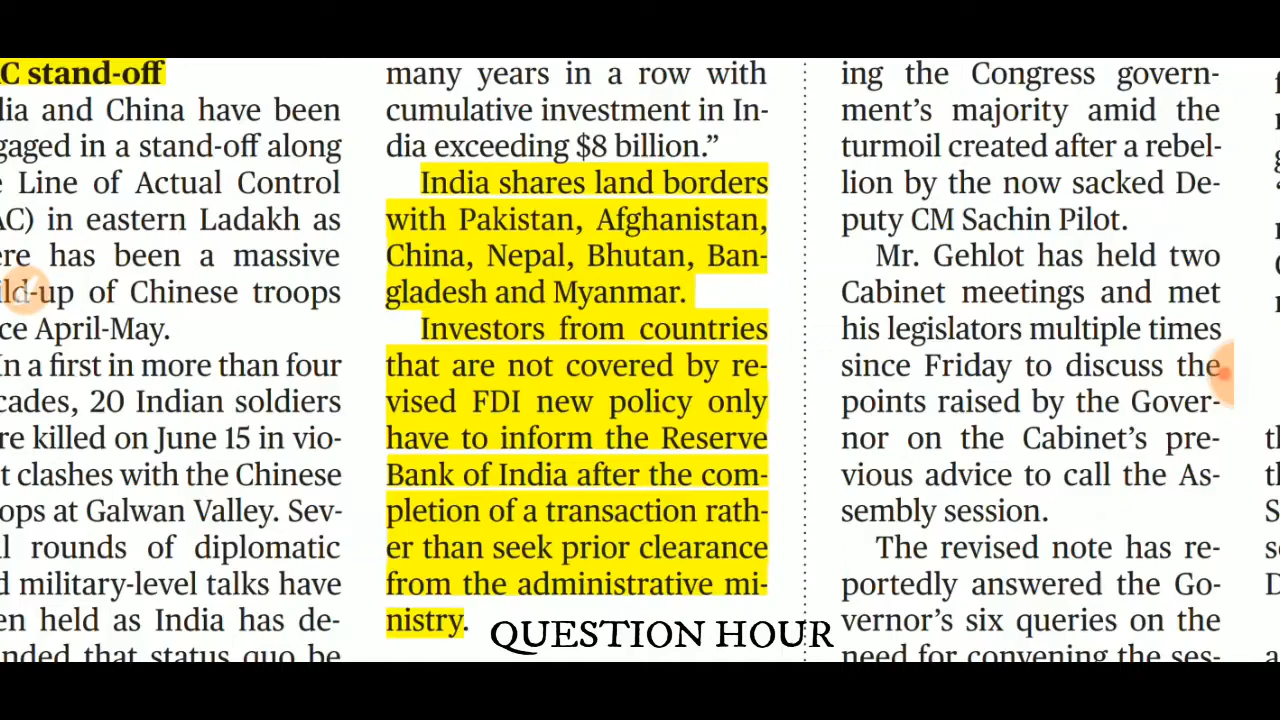 C stand-off
dia and China have been
gaged in a stand-off along
e Line of Actual Control
AC) in eastern Ladakh as
ere has been a massive
ild-up of Chinese troops
ce April-May.
In a first in more than four
cades, 20 Indian soldiers
re killed on June 15 in vio-
t clashes with the Chinese
ops at Galwan Valley. Sev-
l rounds of diplomatic
d military-level talks have
en held as India has de-
nded that status quo be
many years in a row with
cumulative investment in In-
dia exceeding $8 billion.”
India shares land borders
with Pakistan, Afghanistan,
China, Nepal, Bhutan, Ban-
gladesh and Myanmar.
Investors from countries
that are not covered by re-
vised FDI new policy only
have to inform the Reserve
Bank of India after the com-
pletion of a transaction rath-
er than seek prior clearance
from the administrative mi-
nistry.
QUESTION HOUR
ing the Congress govern-
ment’s majority amid the
turmoil created after a rebel-
lion by the now sacked De-
puty CM Sachin Pilot.
Mr. Gehlot has held two
Cabinet meetings and met
his legislators multiple times
since Friday to discuss the
points raised by the Gover-
nor on the Cabinet’s pre-
vious advice to call the As-
sembly session.
The revised note has re-
portedly answered the Go-
vernor’s six queries on the
need for convening the ses-